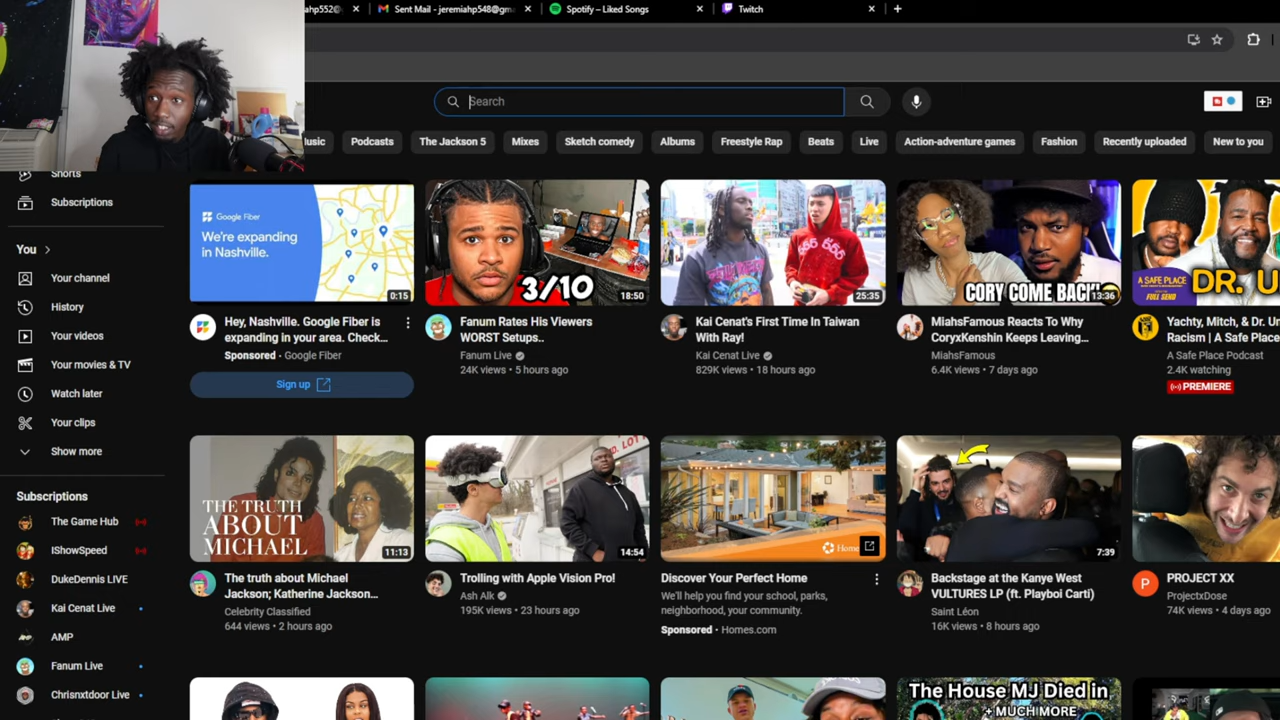 Sent Mail - jeremiahp548@gm
Spotify – Liked Songs
Twitch
Search
Podcasts
The Jackson 5
Mixes
Sketch comedy
Albums
Freestyle Rap
Beats
Live
Action-adventure games
Fashion
Recently uploaded
New to you
Shorts
Subscriptions
You
Your channel
History
Your videos
Your movies & TV
Watch later
Your clips
Show more
Subscriptions
The Game Hub
IShowSpeed
DukeDennis LIVE
Kai Cenat Live
AMP
Fanum Live
Chrisnxtdoor Live
Google Fiber
We're expanding
in Nashville.
0:15
Hey, Nashville. Google Fiber is
expanding in your area. Check...
Sponsored · Google Fiber
Sign up
3/10
18:50
Fanum Rates His Viewers
WORST Setups..
Fanum Live
24K views • 5 hours ago
25:35
Kai Cenat's First Time In Taiwan
With Ray!
Kai Cenat Live
829K views • 18 hours ago
CORY COME BACK!
13:36
MiahsFamous Reacts To Why
CoryxKenshin Keeps Leaving...
MiahsFamous
6.4K views • 7 days ago
A SAFE PLACE
FULL SEND
DR. U
Yachty, Mitch, & Dr. Un
Racism | A Safe Place
A Safe Place Podcast
2.4K watching
PREMIERE
THE TRUTH
ABOUT
MICHAEL
11:13
The truth about Michael
Jackson; Katherine Jackson...
Celebrity Classified
644 views • 2 hours ago
14:54
Trolling with Apple Vision Pro!
Ash Alk
195K views • 23 hours ago
Home
Discover Your Perfect Home
We'll help you find your school, parks,
neighborhood, your community.
Sponsored · Homes.com
7:39
Backstage at the Kanye West
VULTURES LP (ft. Playboi Carti)
Saint Léon
16K views • 8 hours ago
PROJECT XX
ProjectxDose
74K views • 4 days ago
The House MJ Died in
+ MUCH MORE